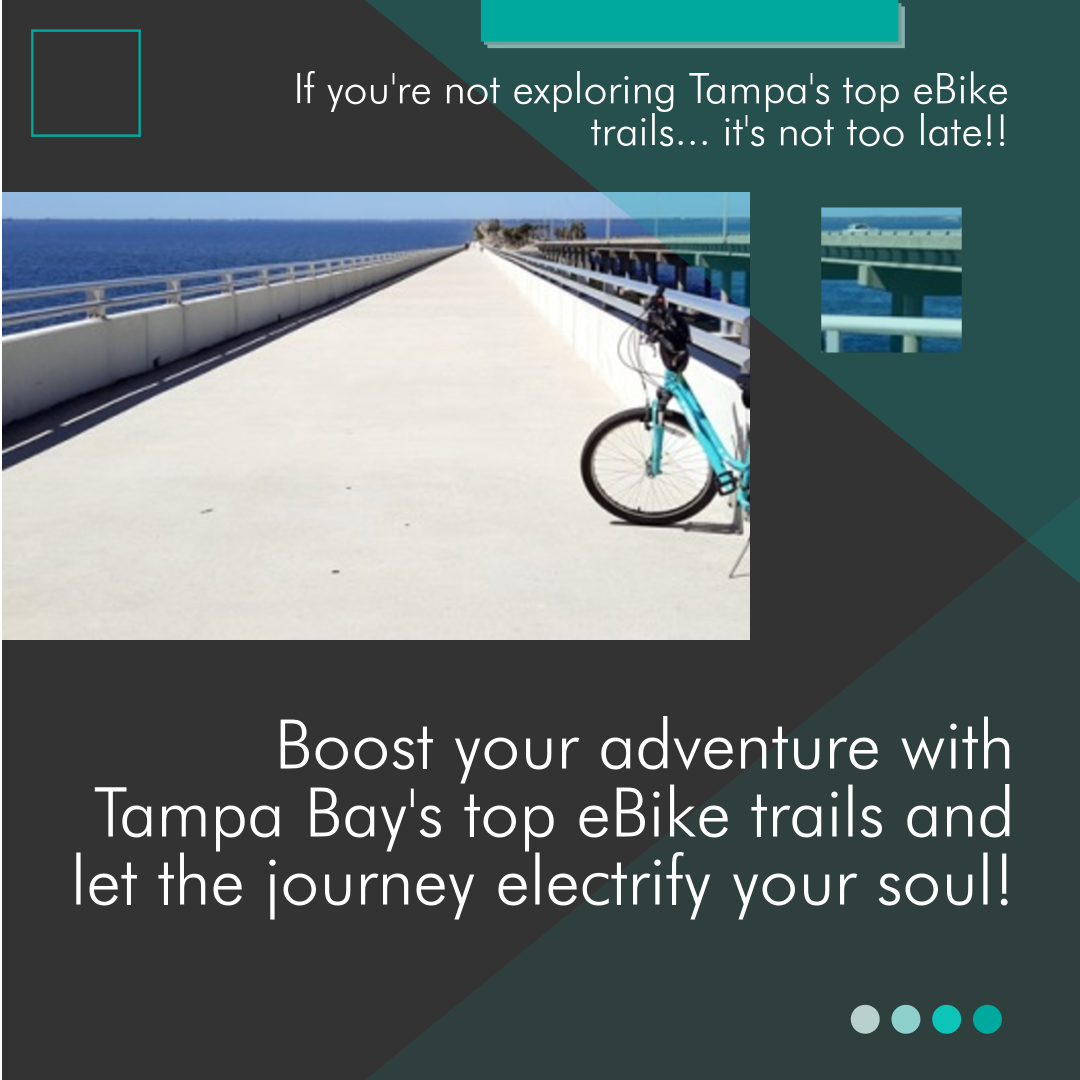 If you're not exploring Tampa's top eBike
trails... it's not too late!!
Boost your adventure with
Tampa Bay's top eBike trails and
let the journey electrify your soul!